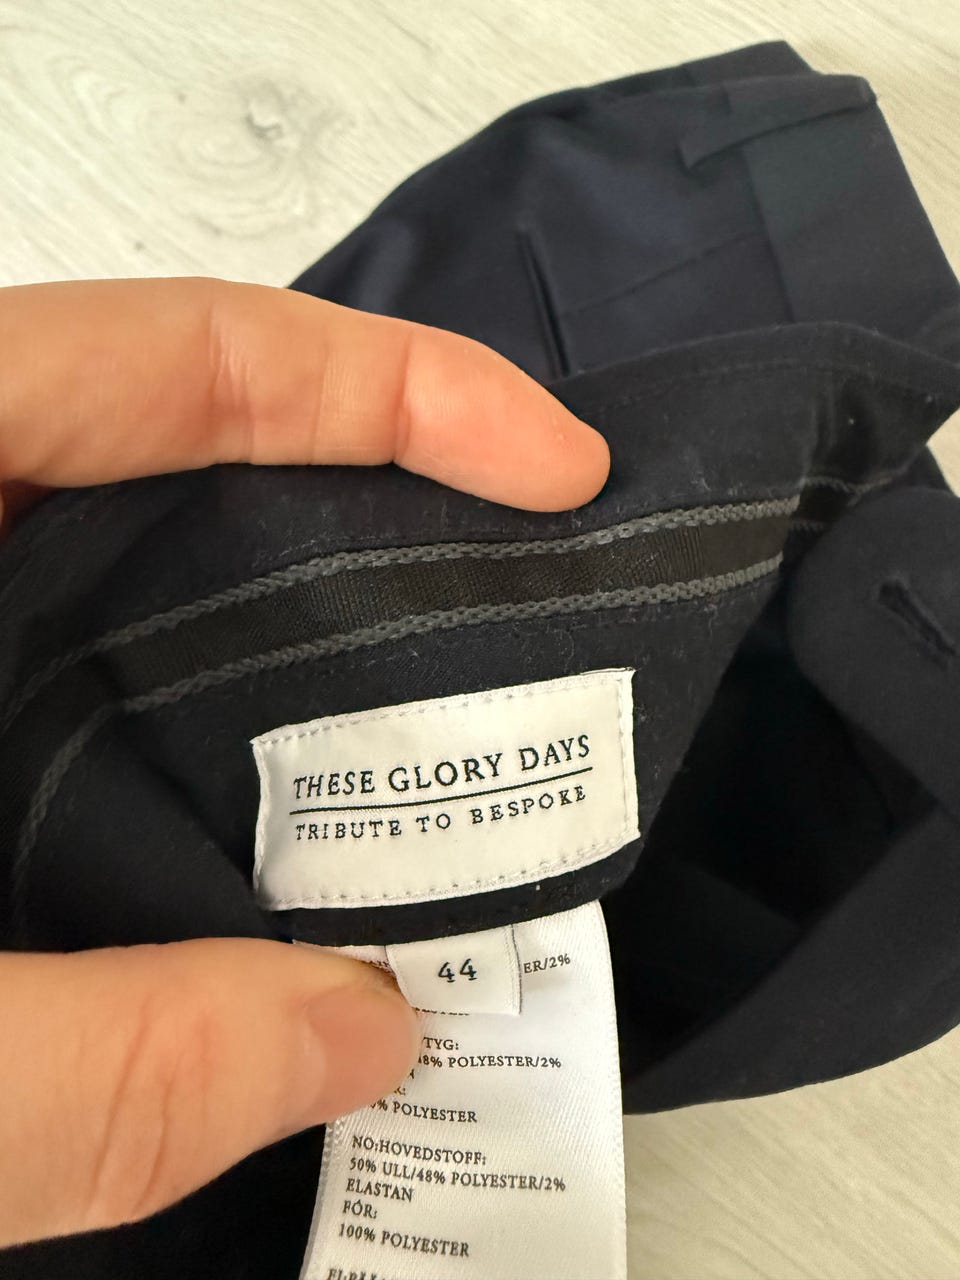 THESE GLORY DAYS
TRIBUTE TO BESPOKE
44
ER/2%
TYG:
48% POLYESTER/2%
% POLYESTER
NO:HOVEDSTOFF:
50% ULL/48% POLYESTER/2%
ELASTAN
FÓR:
100% POLYESTER